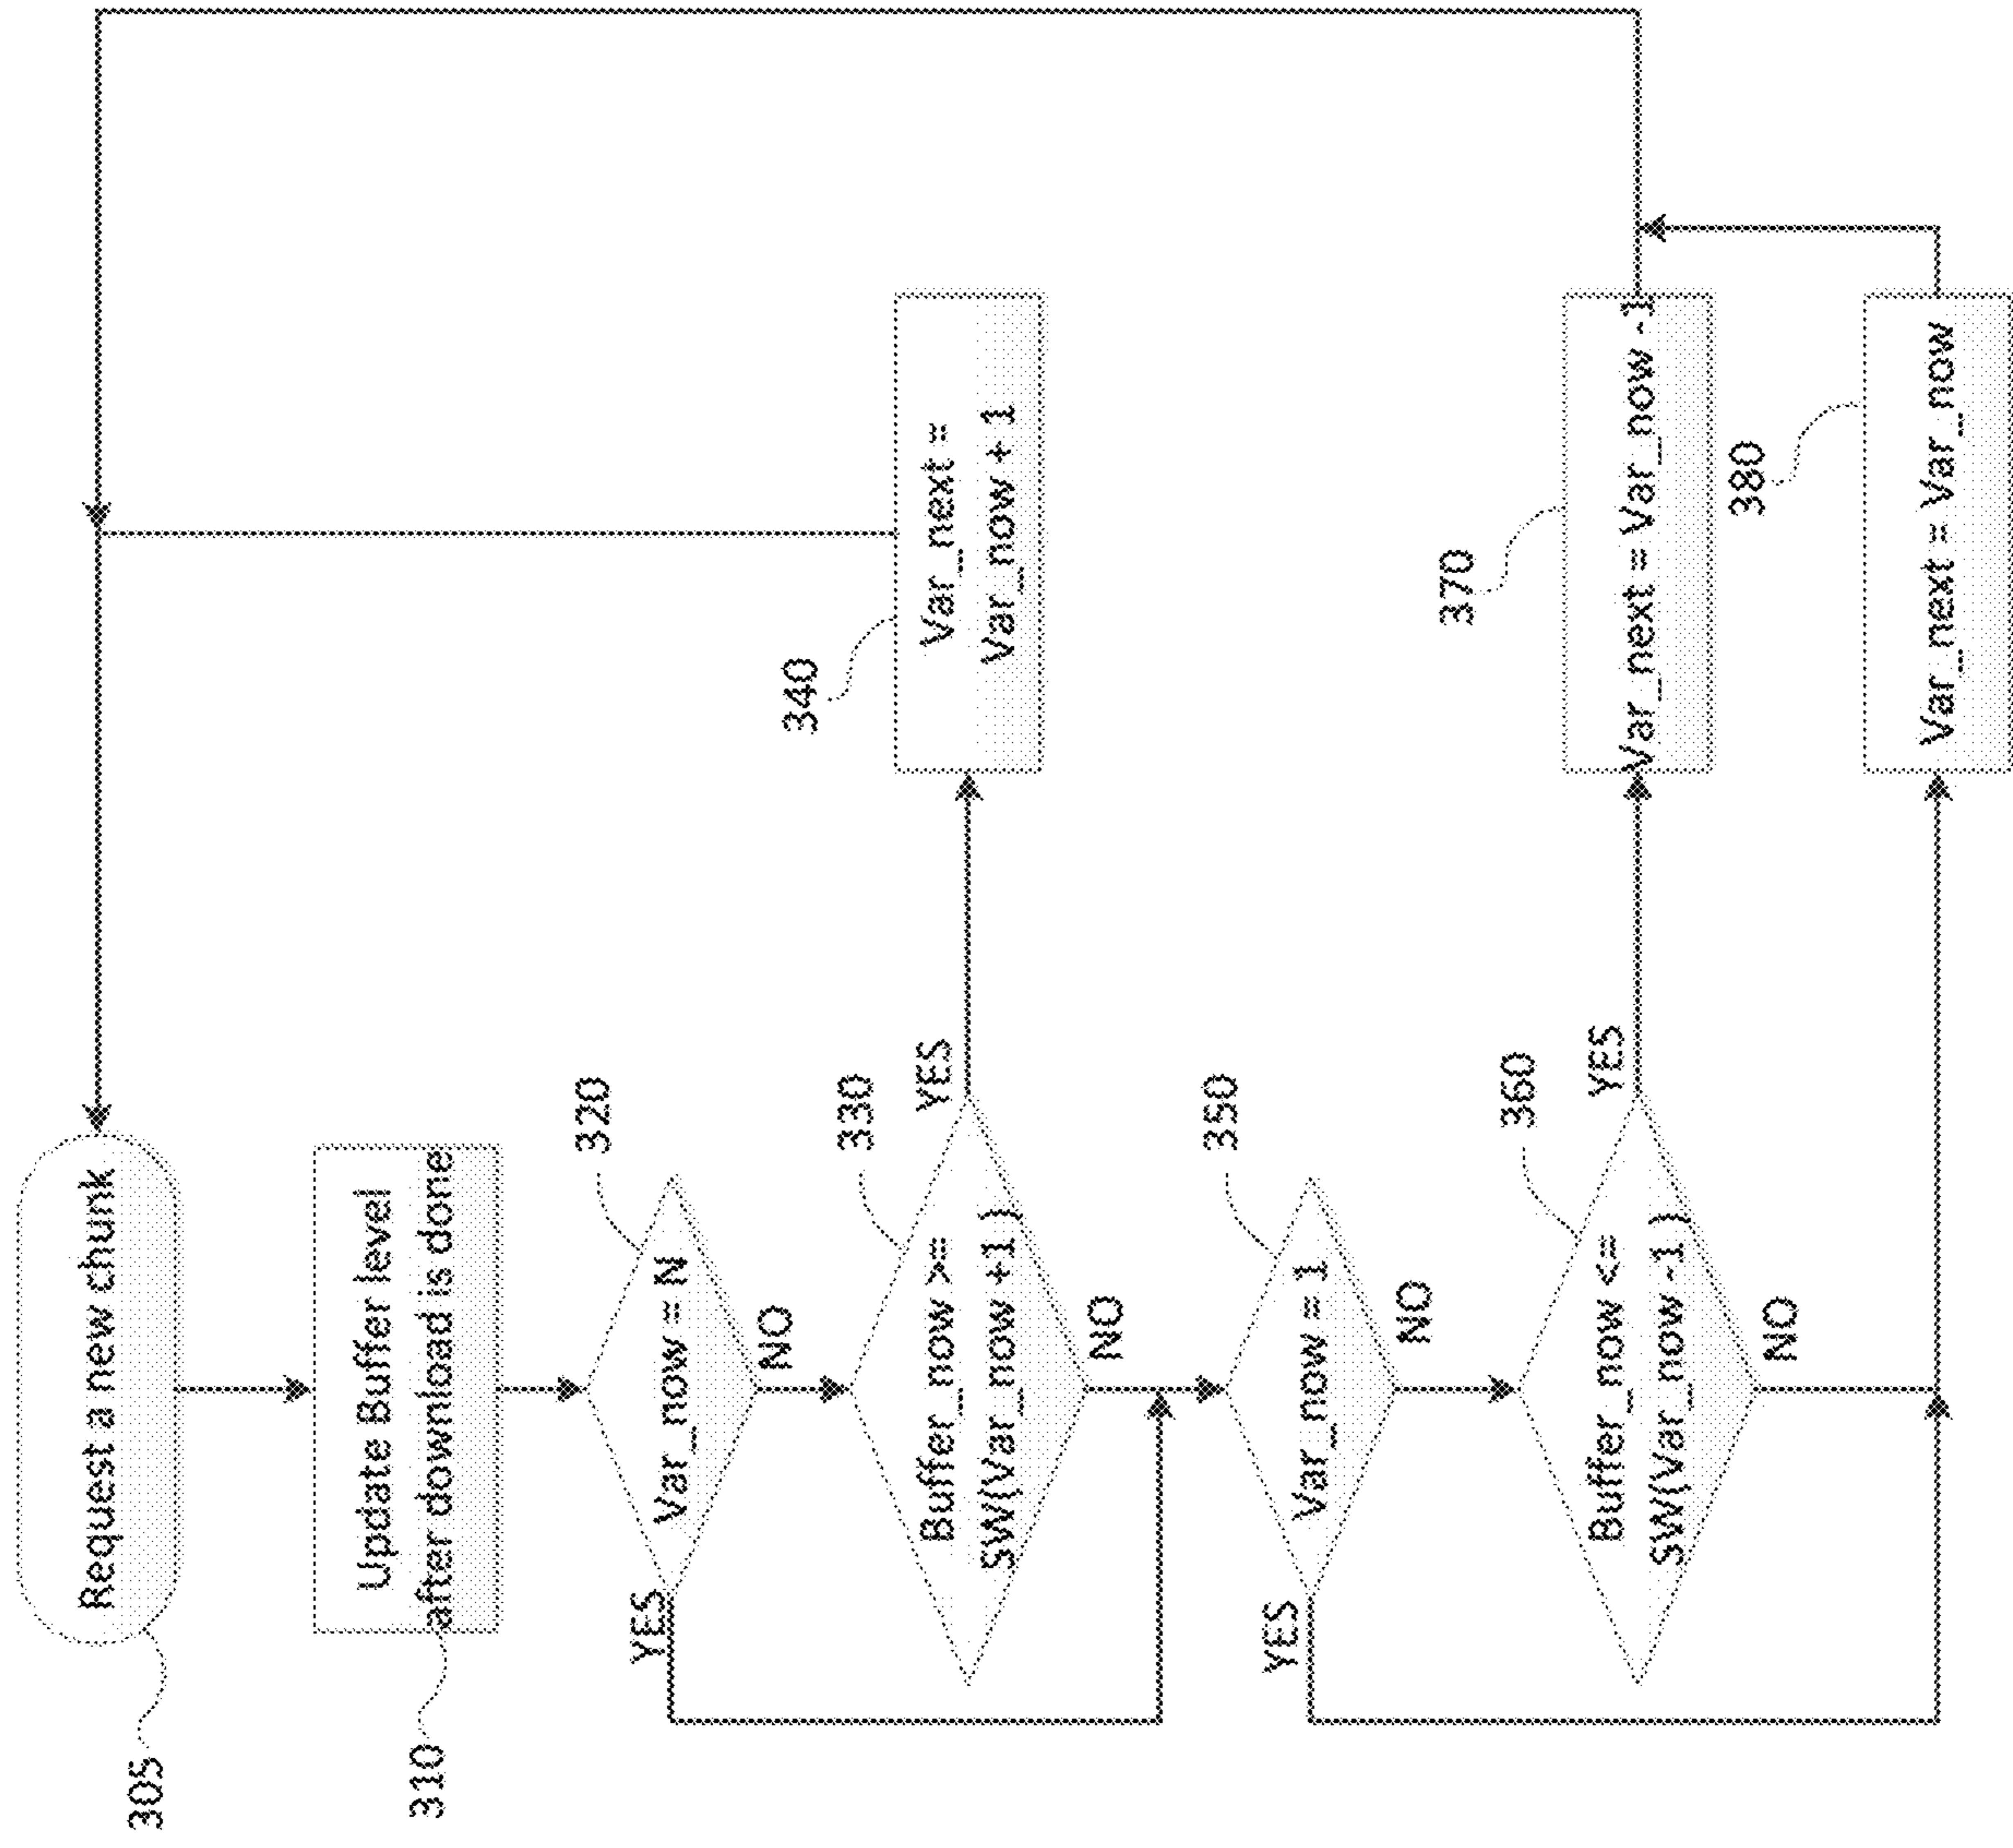 Request a new chunk
305
Update Buffer level
after download is done
310
Var_now = N
320
YES
NO
Buffer_now >=
SW(Var_now +1 )
330
YES
NO
Var_next =
Var_now + 1
340
Var_now = 1
350
YES
NO
Buffer_now <=
SW(Var_now -1 )
360
YES
NO
Var_next = Var_now -1
370
Var_next = Var_now
380